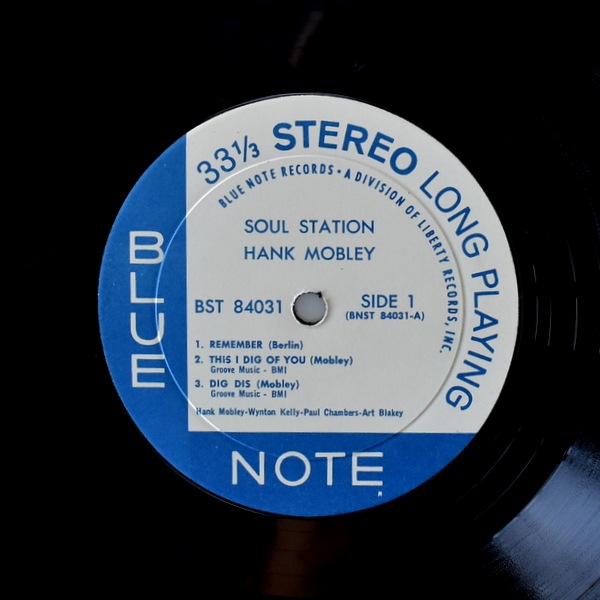 33⅓ STEREO LONG PLAYING
BLUE NOTE RECORDS • A DIVISION OF LIBERTY RECORDS, INC.
SOUL STATION
HANK MOBLEY
BST 84031
SIDE 1
(BNST 84031-A)
1. REMEMBER (Berlin)
2. THIS I DIG OF YOU (Mobley)
Groove Music - BMI
3. DIG DIS (Mobley)
Groove Music - BMI
Hank Mobley-Wynton Kelly-Paul Chambers-Art Blakey
BLUE
NOTE